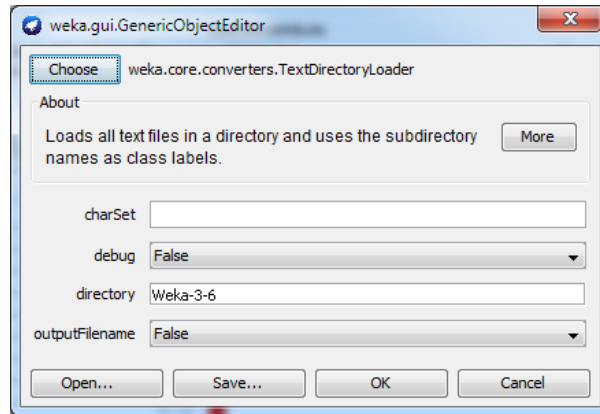 weka.gui.GenericObjectEditor
Choose weka.core.converters.TextDirectoryLoader
About
Loads all text files in a directory and uses the subdirectory
names as class labels.
More
charSet
debug False
directory Weka-3-6
outputFilename False
Open... Save... OK Cancel